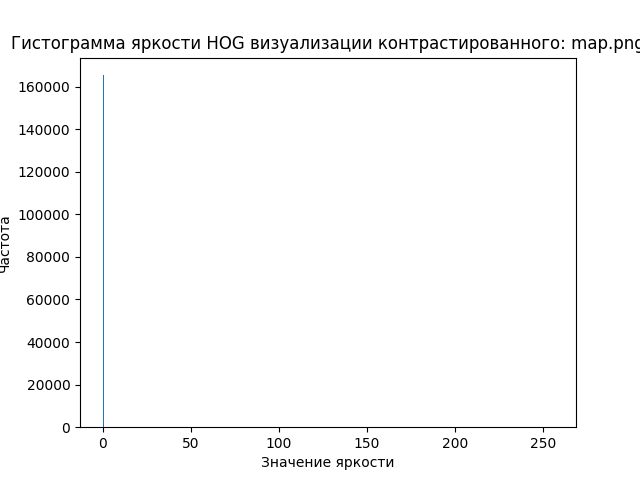 Гистограмма яркости HOG визуализации контрастированного: map.png
160000
140000
120000
100000
80000
60000
40000
20000
0
Частота
0 50 100 150 200 250
Значение яркости